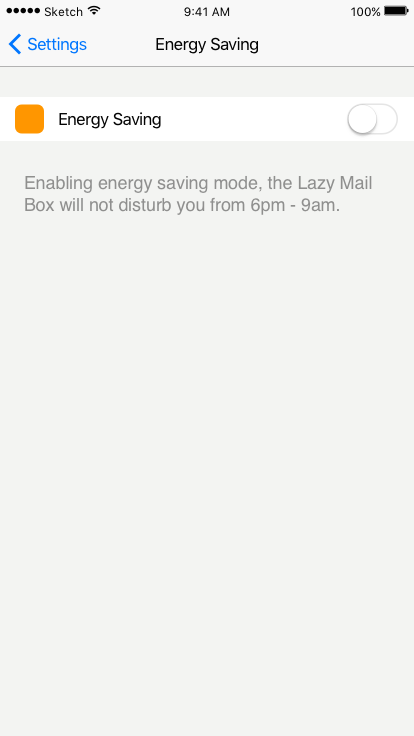 Sketch 9:41 AM 100%
Settings Energy Saving
Energy Saving
Enabling energy saving mode, the Lazy Mail
Box will not disturb you from 6pm - 9am.